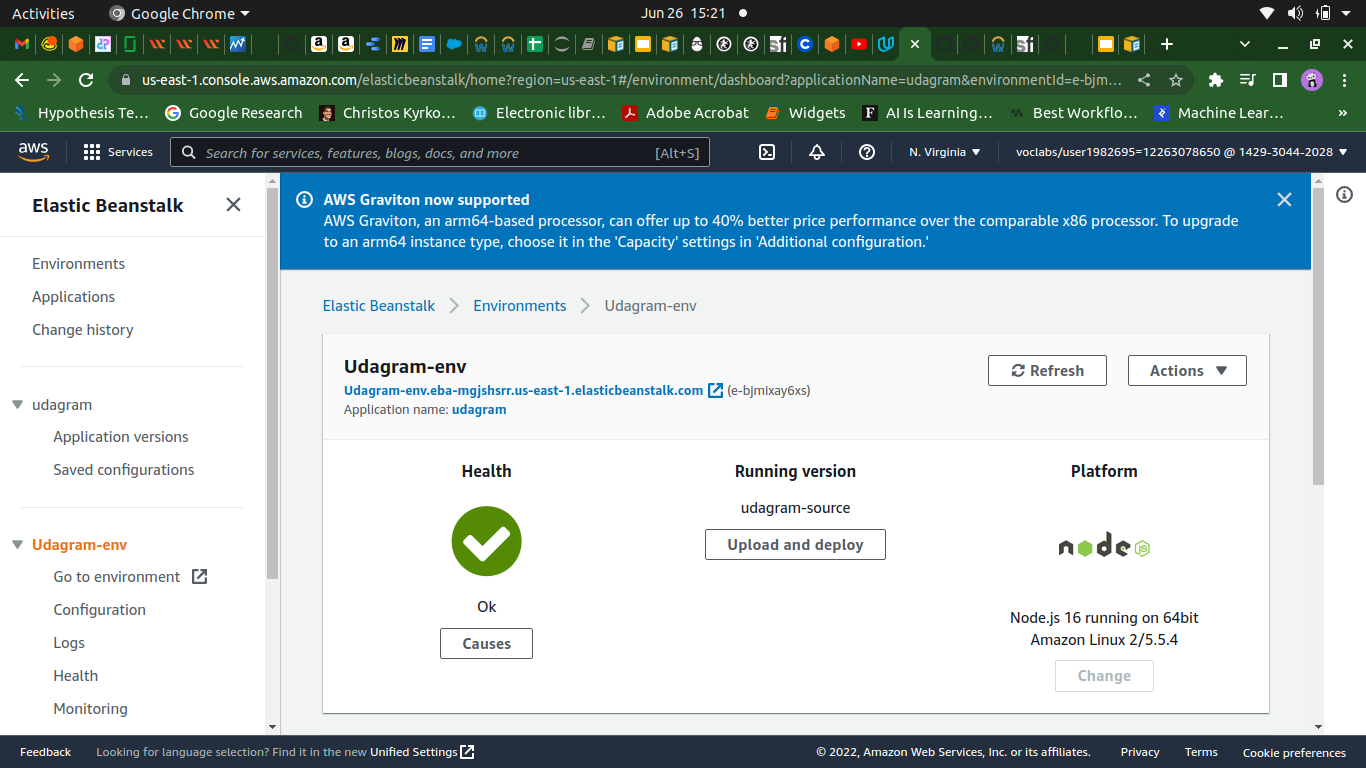 Activities
Google Chrome
Jun 26 15:21
us-east-1.console.aws.amazon.com/elasticbeanstalk/home?region=us-east-1#/environment/dashboard?applicationName=udagram&environmentId=e-bjm...
Hypothesis Te...
Google Research
Christos Kyrko...
Electronic libr...
Adobe Acrobat
Widgets
AI Is Learning...
Best Workflo...
Machine Lear...
»
aws
Services
Search for services, features, blogs, docs, and more
[Alt+S]
N. Virginia
voclabs/user1982695=12263078650 @ 1429-3044-2028
Elastic Beanstalk
Environments
Applications
Change history
udagram
Application versions
Saved configurations
Udagram-env
Go to environment
Configuration
Logs
Health
Monitoring
AWS Graviton now supported
AWS Graviton, an arm64-based processor, can offer up to 40% better price performance over the comparable x86 processor. To upgrade
to an arm64 instance type, choose it in the 'Capacity' settings in 'Additional configuration.'
Elastic Beanstalk
Environments
Udagram-env
Udagram-env
Udagram-env.eba-mgjshsrr.us-east-1.elasticbeanstalk.com (e-bjmixay6xs)
Application name: udagram
Refresh
Actions
Health
Ok
Causes
Running version
udagram-source
Upload and deploy
Platform
node
JS
Node.js 16 running on 64bit
Amazon Linux 2/5.5.4
Change
Feedback
Looking for language selection? Find it in the new Unified Settings
© 2022, Amazon Web Services, Inc. or its affiliates.
Privacy
Terms
Cookie preferences